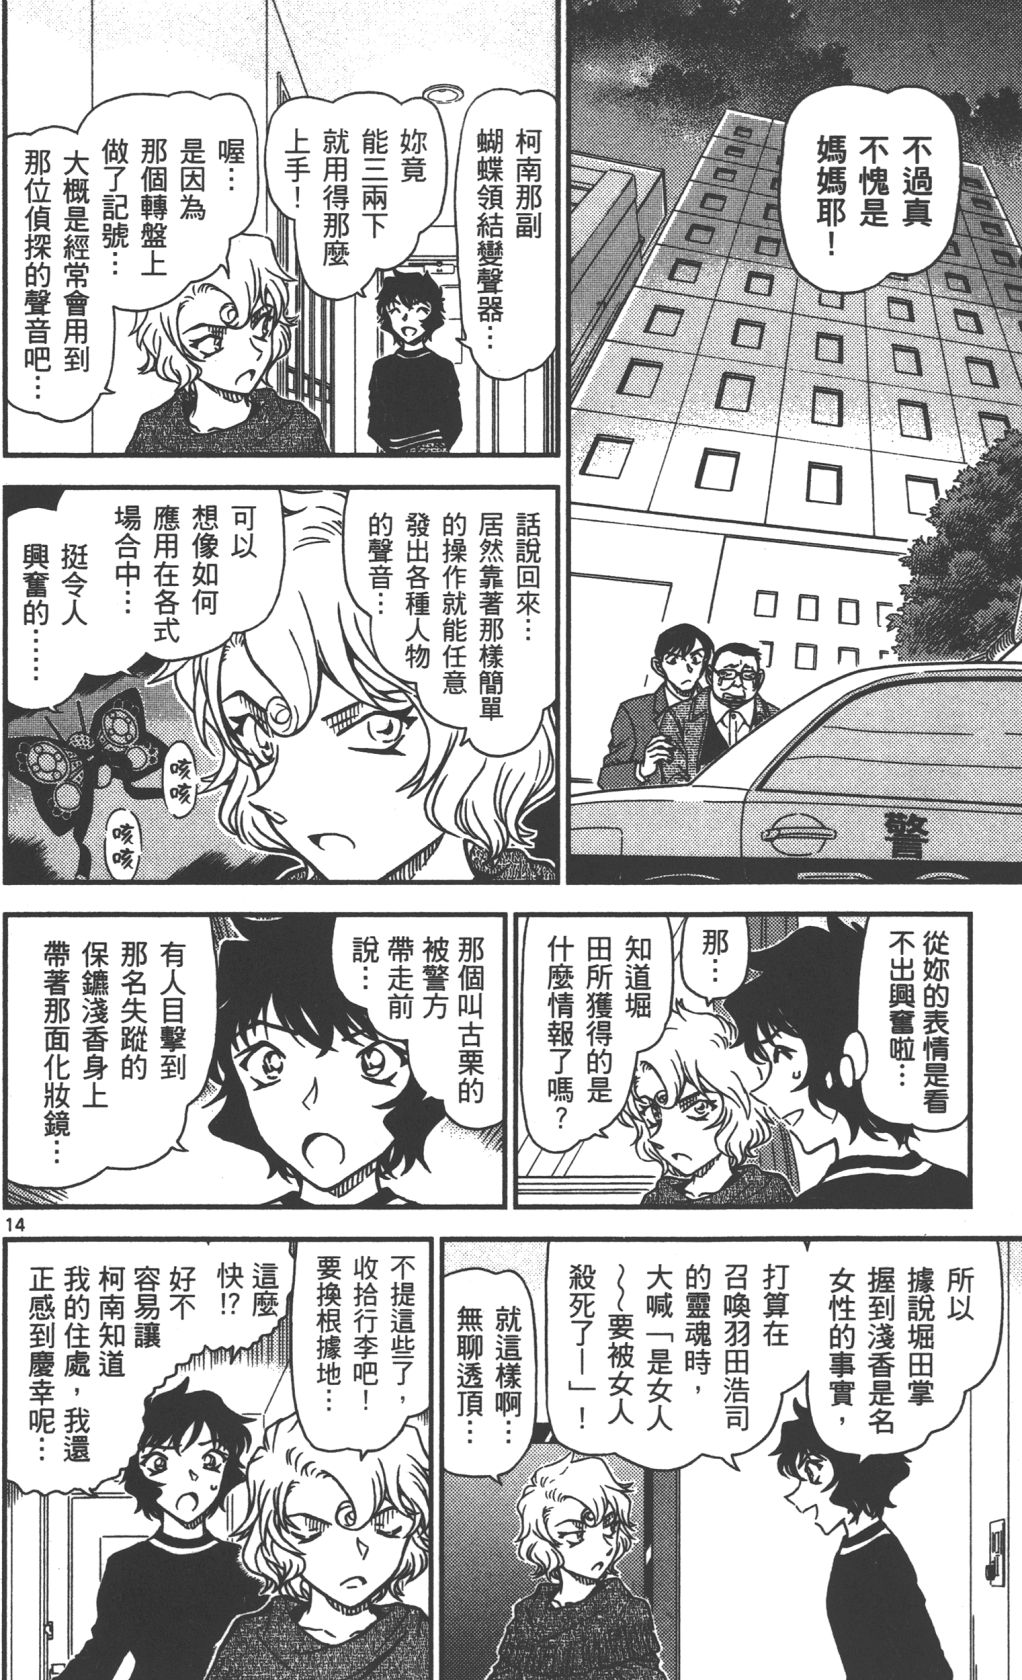 不過真
不愧是
媽媽耶！
柯南那副
蝴蝶領結變聲器…
妳竟
能三兩下
就用得那麼
上手！
喔…
是因為
那個轉盤上
做了記號…
大概是經常會用到
那位偵探的聲音吧…
警
話說回來…
居然靠著那樣簡單
的操作就能任意
發出各種人物
的聲音…
可以
想像如何
應用在各式
場合中…
挺令人
興奮的……
咳咳
咳咳
從妳的表情是看
不出興奮啦…
那…
知道堀
田所獲得的是
什麼情報了嗎？
那個叫古栗的
被警方
帶走前
說…
有人目擊到
那名失蹤的
保鑣淺香身上
帶著那面化妝鏡…
14
所以
據說堀田掌
握到淺香是名
女性的事實，
打算在
召喚羽田浩司
的靈魂時，
大喊「是女人
～～要被女人
殺死了ー」！
就這樣啊…
無聊透頂…
不提這些了，
收拾行李吧！
要換根據地…
這麼
快!?
好不
容易讓
柯南知道
我的住處，我還
正感到慶幸呢…